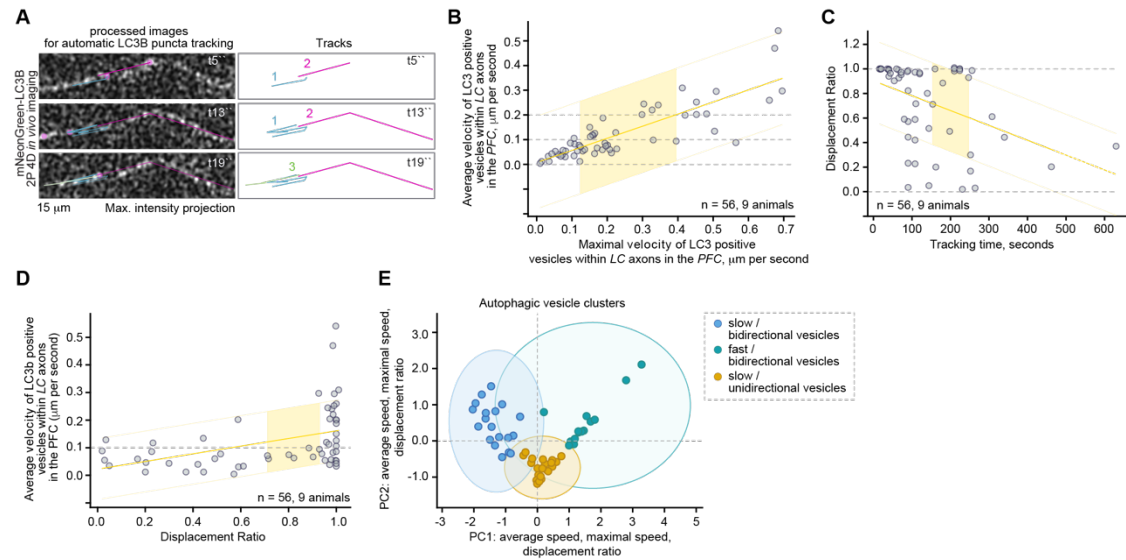 A
processed images
for automatic LC3B puncta tracking
Tracks
mNeonGreen-LC3B
2P 4D in vivo imaging
t5``
1
2
t5``
t13``
1
2
t13``
t19``
3
t19``
15 µm
Max. intensity projection
B
Average velocity of LC3 positive
vesicles within LC axons
in the PFC, µm per second
0.5
0.4
0.3
0.2
0.1
0.0
n = 56, 9 animals
0.0 0.1 0.2 0.3 0.4 0.5 0.6 0.7
Maximal velocity of LC3 positive
vesicles within LC axons in the PFC, µm per second
C
Displacement Ratio
1.2
1.0
0.8
0.6
0.4
0.2
0.0
n = 56, 9 animals
0 100 200 300 400 500 600
Tracking time, seconds
D
Average velocity of LC3b positive
vesicles within LC axons
in the PFC (µm per second)
0.5
0.4
0.3
0.2
0.1
0.0
n = 56, 9 animals
0.0 0.2 0.4 0.6 0.8 1.0
Displacement Ratio
E
Autophagic vesicle clusters
PC2: average speed, maximal speed,
displacement ratio
3.0
2.0
1.0
0.0
-1.0
-3 -2 -1 0 1 2 3 4 5
PC1: average speed, maximal speed,
displacement ratio
slow /
bidirectional vesicles
fast /
bidirectional vesicles
slow /
unidirectional vesicles